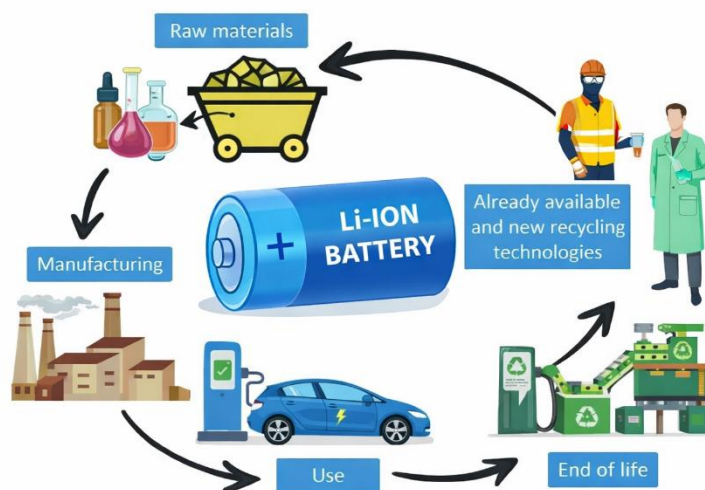 Raw materials
Li-ION
BATTERY
+
Already available
and new recycling
technologies
Manufacturing
Use
End of life